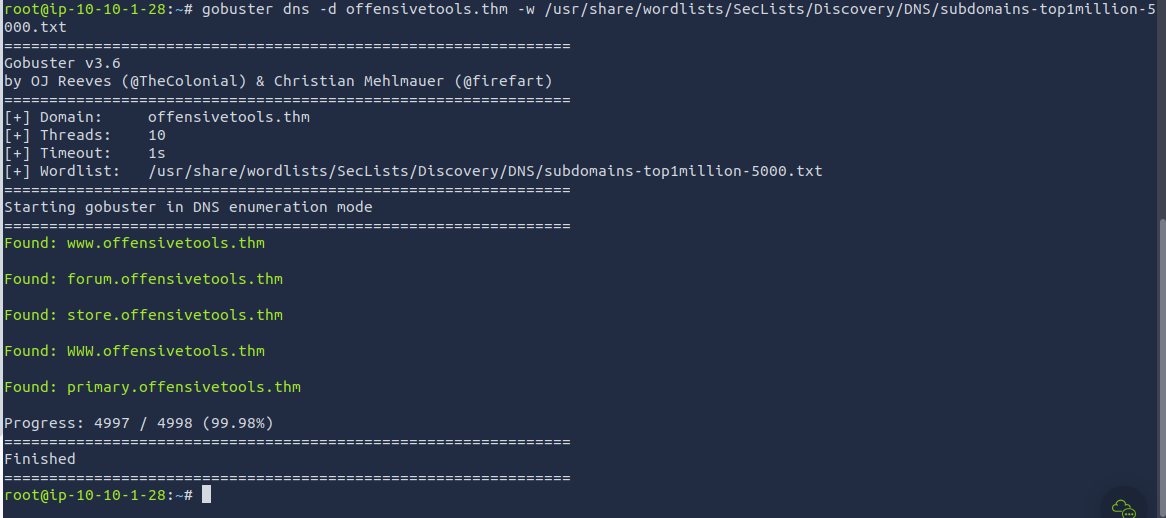 root@ip-10-10-1-28:~# gobuster dns -d offensivetools.thm -w /usr/share/wordlists/SecLists/Discovery/DNS/subdomains-top1million-5
000.txt
===============================================================
Gobuster v3.6
by OJ Reeves (@TheColonial) & Christian Mehlmauer (@firefart)
===============================================================
[+] Domain:     offensivetools.thm
[+] Threads:    10
[+] Timeout:    1s
[+] Wordlist:   /usr/share/wordlists/SecLists/Discovery/DNS/subdomains-top1million-5000.txt
===============================================================
Starting gobuster in DNS enumeration mode
===============================================================
Found: www.offensivetools.thm
Found: forum.offensivetools.thm
Found: store.offensivetools.thm
Found: WWW.offensivetools.thm
Found: primary.offensivetools.thm
Progress: 4997 / 4998 (99.98%)
===============================================================
Finished
===============================================================
root@ip-10-10-1-28:~#